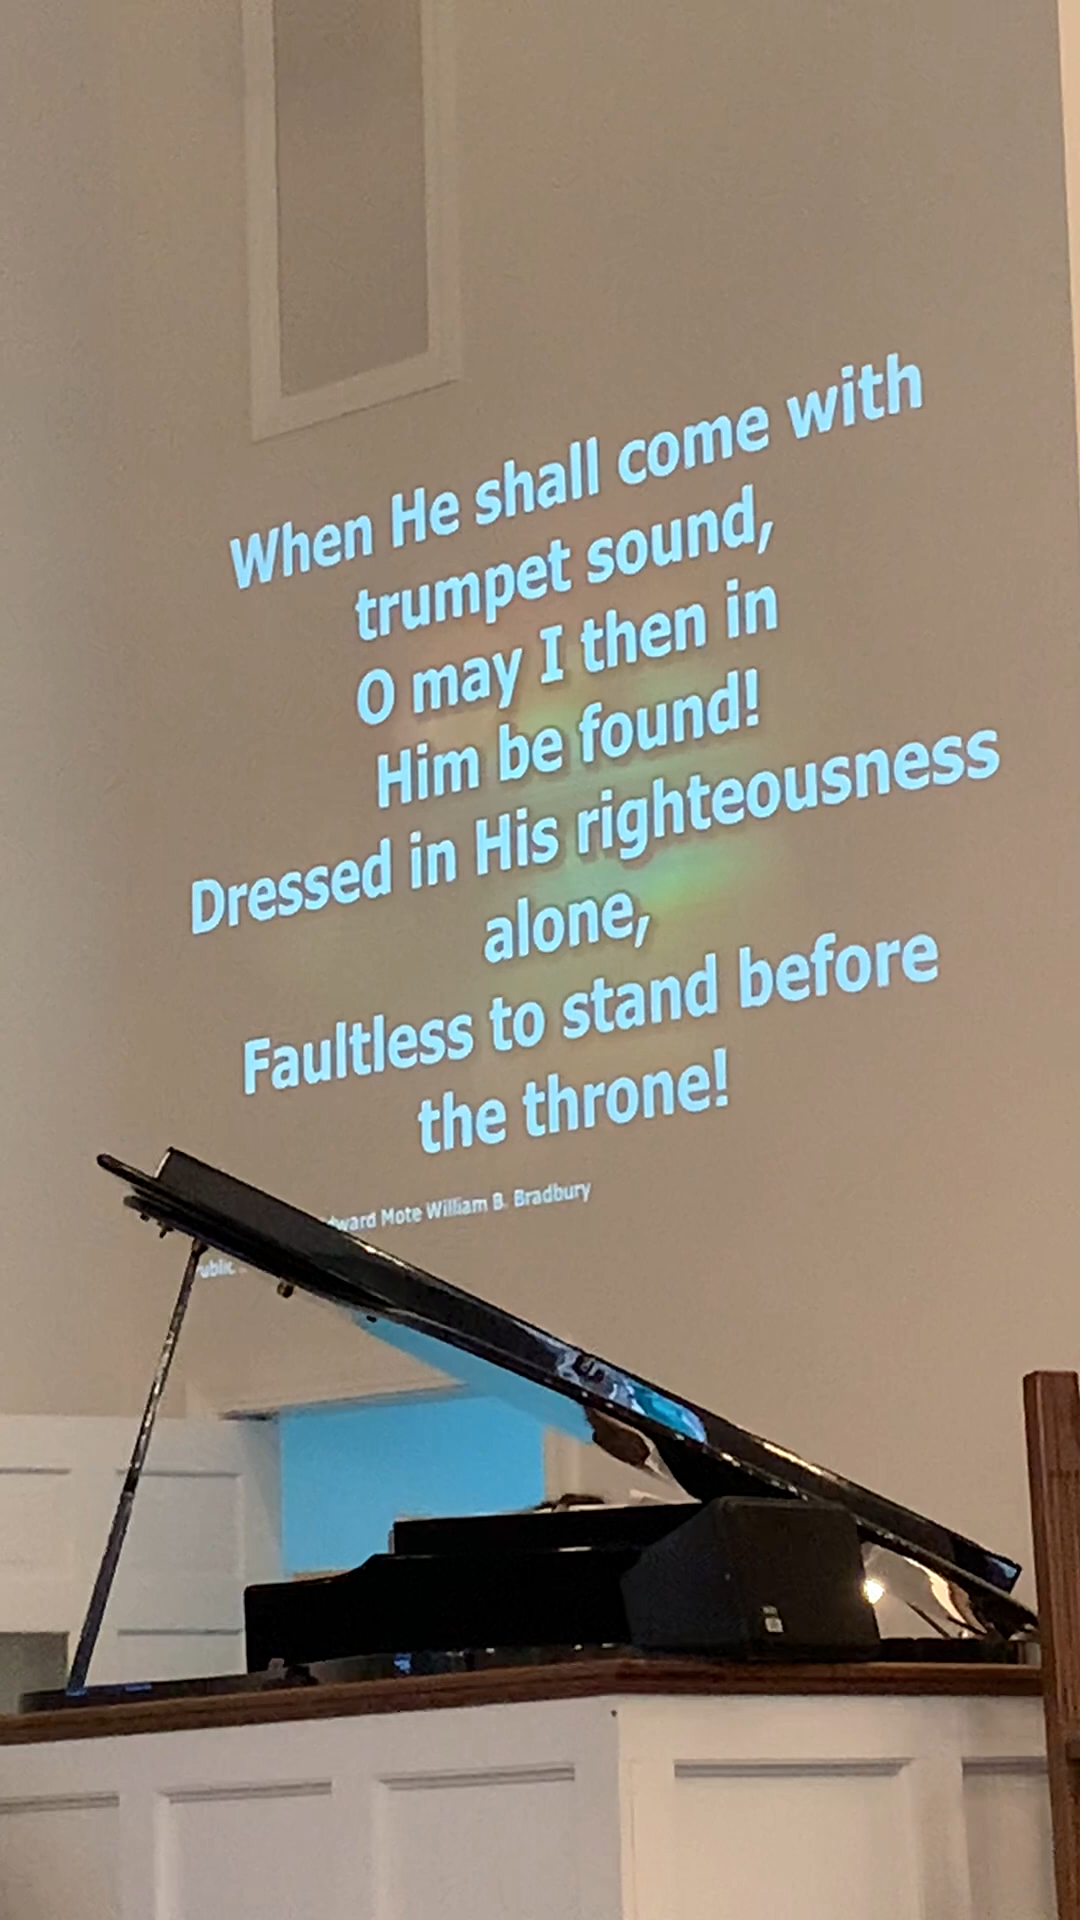 When He shall come with
trumpet sound,
O may I then in
Him be found!
Dressed in His righteousness
alone,
Faultless to stand before
the throne!
Mote William B. Bradbury